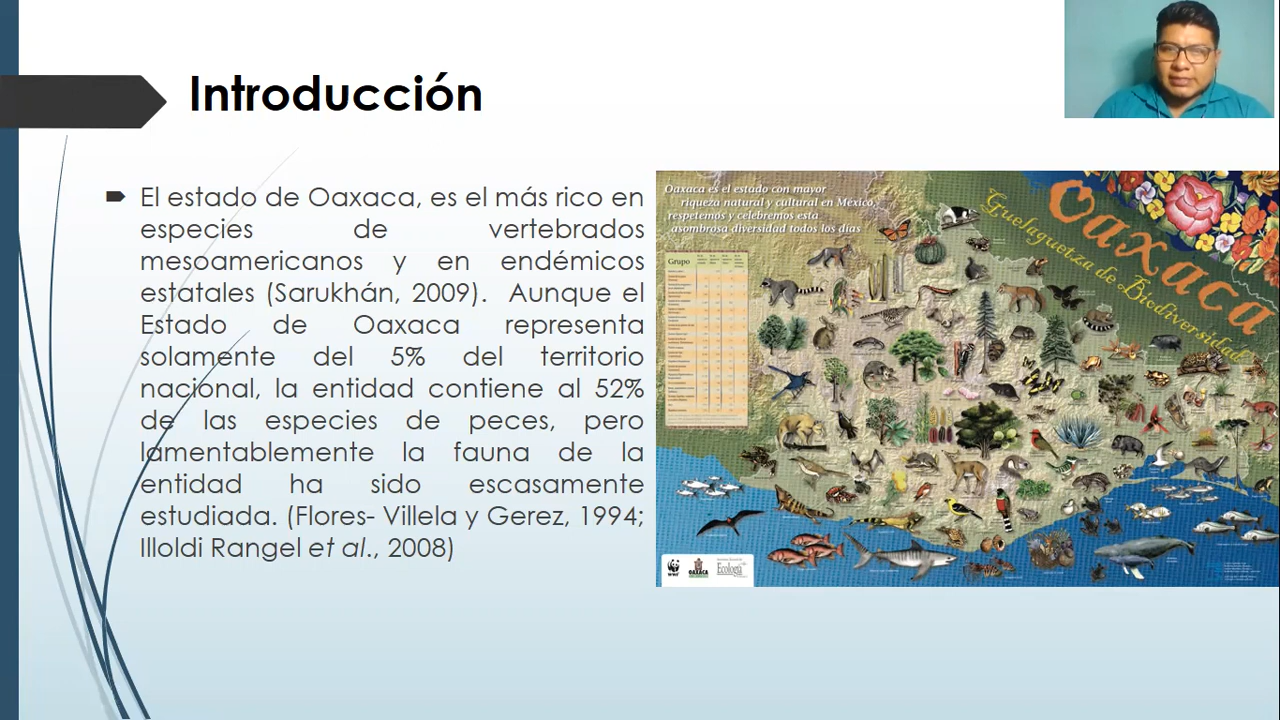 Introducción
El estado de Oaxaca, es el más rico en
especies de vertebrados
mesoamericanos y en endémicos
estatales (Sarukhán, 2009). Aunque el
Estado de Oaxaca representa
solamente del 5% del territorio
nacional, la entidad contiene al 52%
de las especies de peces, pero
lamentablemente la fauna de la
entidad ha sido escasamente
estudiada. (Flores- Villela y Gerez, 1994;
Illoldi Rangel et al., 2008)
Oaxaca es el estado con mayor
riqueza natural y cultural en México,
respetemos y celebremos esta
asombrosa diversidad todos los días
Oaxaca
Guelaguetza de Biodiversidad
Grupo
WWF
OAXACA
Ecología